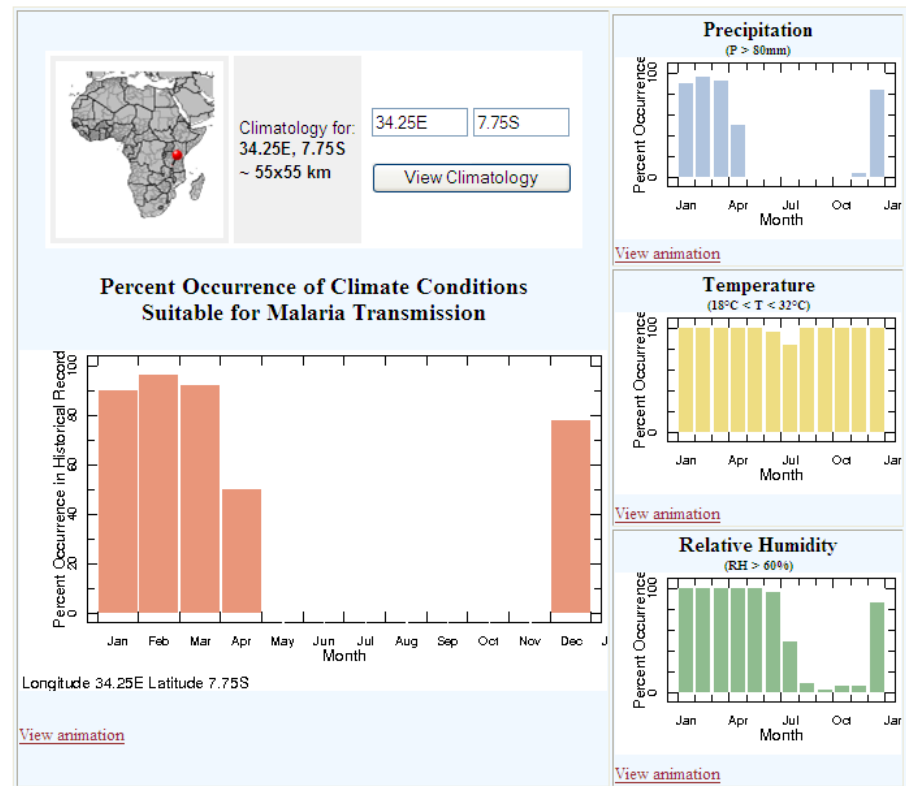 Climatology for:
34.25E, 7.75S
~ 55x55 km
34.25E
7.75S
View Climatology
Percent Occurrence of Climate Conditions
Suitable for Malaria Transmission
Percent Occurrence in Historical Record
100
80
60
40
20
0
Jan Feb Mar Apr May Jun Jul Aug Sep Oct Nov Dec J
Month
Longitude 34.25E Latitude 7.75S
View animation
Precipitation
(P > 80mm)
Percent Occurrence
100
0
Jan Apr Jul Oct Jan
Month
View animation
Temperature
(18°C < T < 32°C)
Percent Occurrence
100
0
Jan Apr Jul Oct Jan
Month
View animation
Relative Humidity
(RH > 60%)
Percent Occurrence
100
0
Jan Apr Jul Oct Jan
Month
View animation